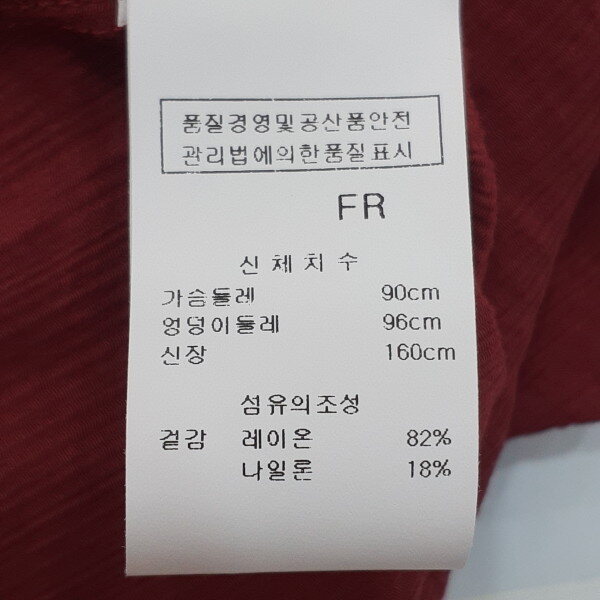 품질경영및공산품안전
관리법에의한품질표시
FR
신체치수
가슴둘레 90cm
엉덩이둘레 96cm
신장 160cm
섬유의조성
겉감 레이온 82%
나일론 18%